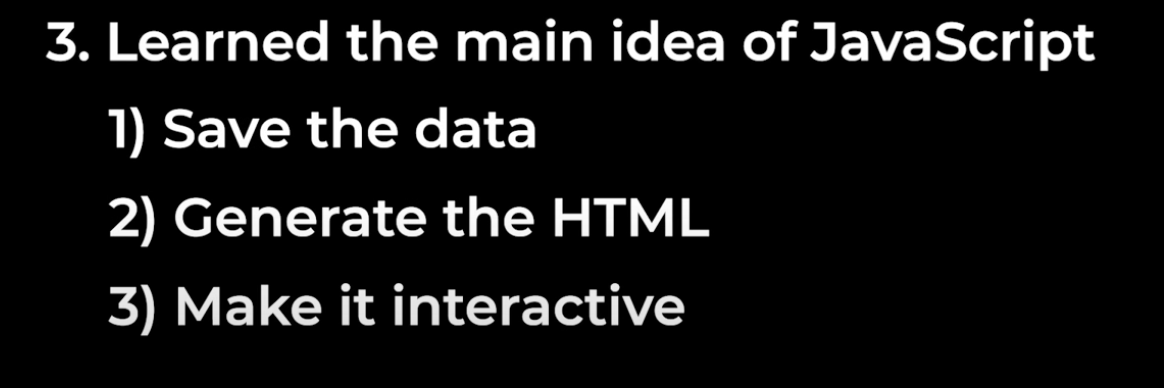 3. Learned the main idea of JavaScript
1) Save the data
2) Generate the HTML
3) Make it interactive